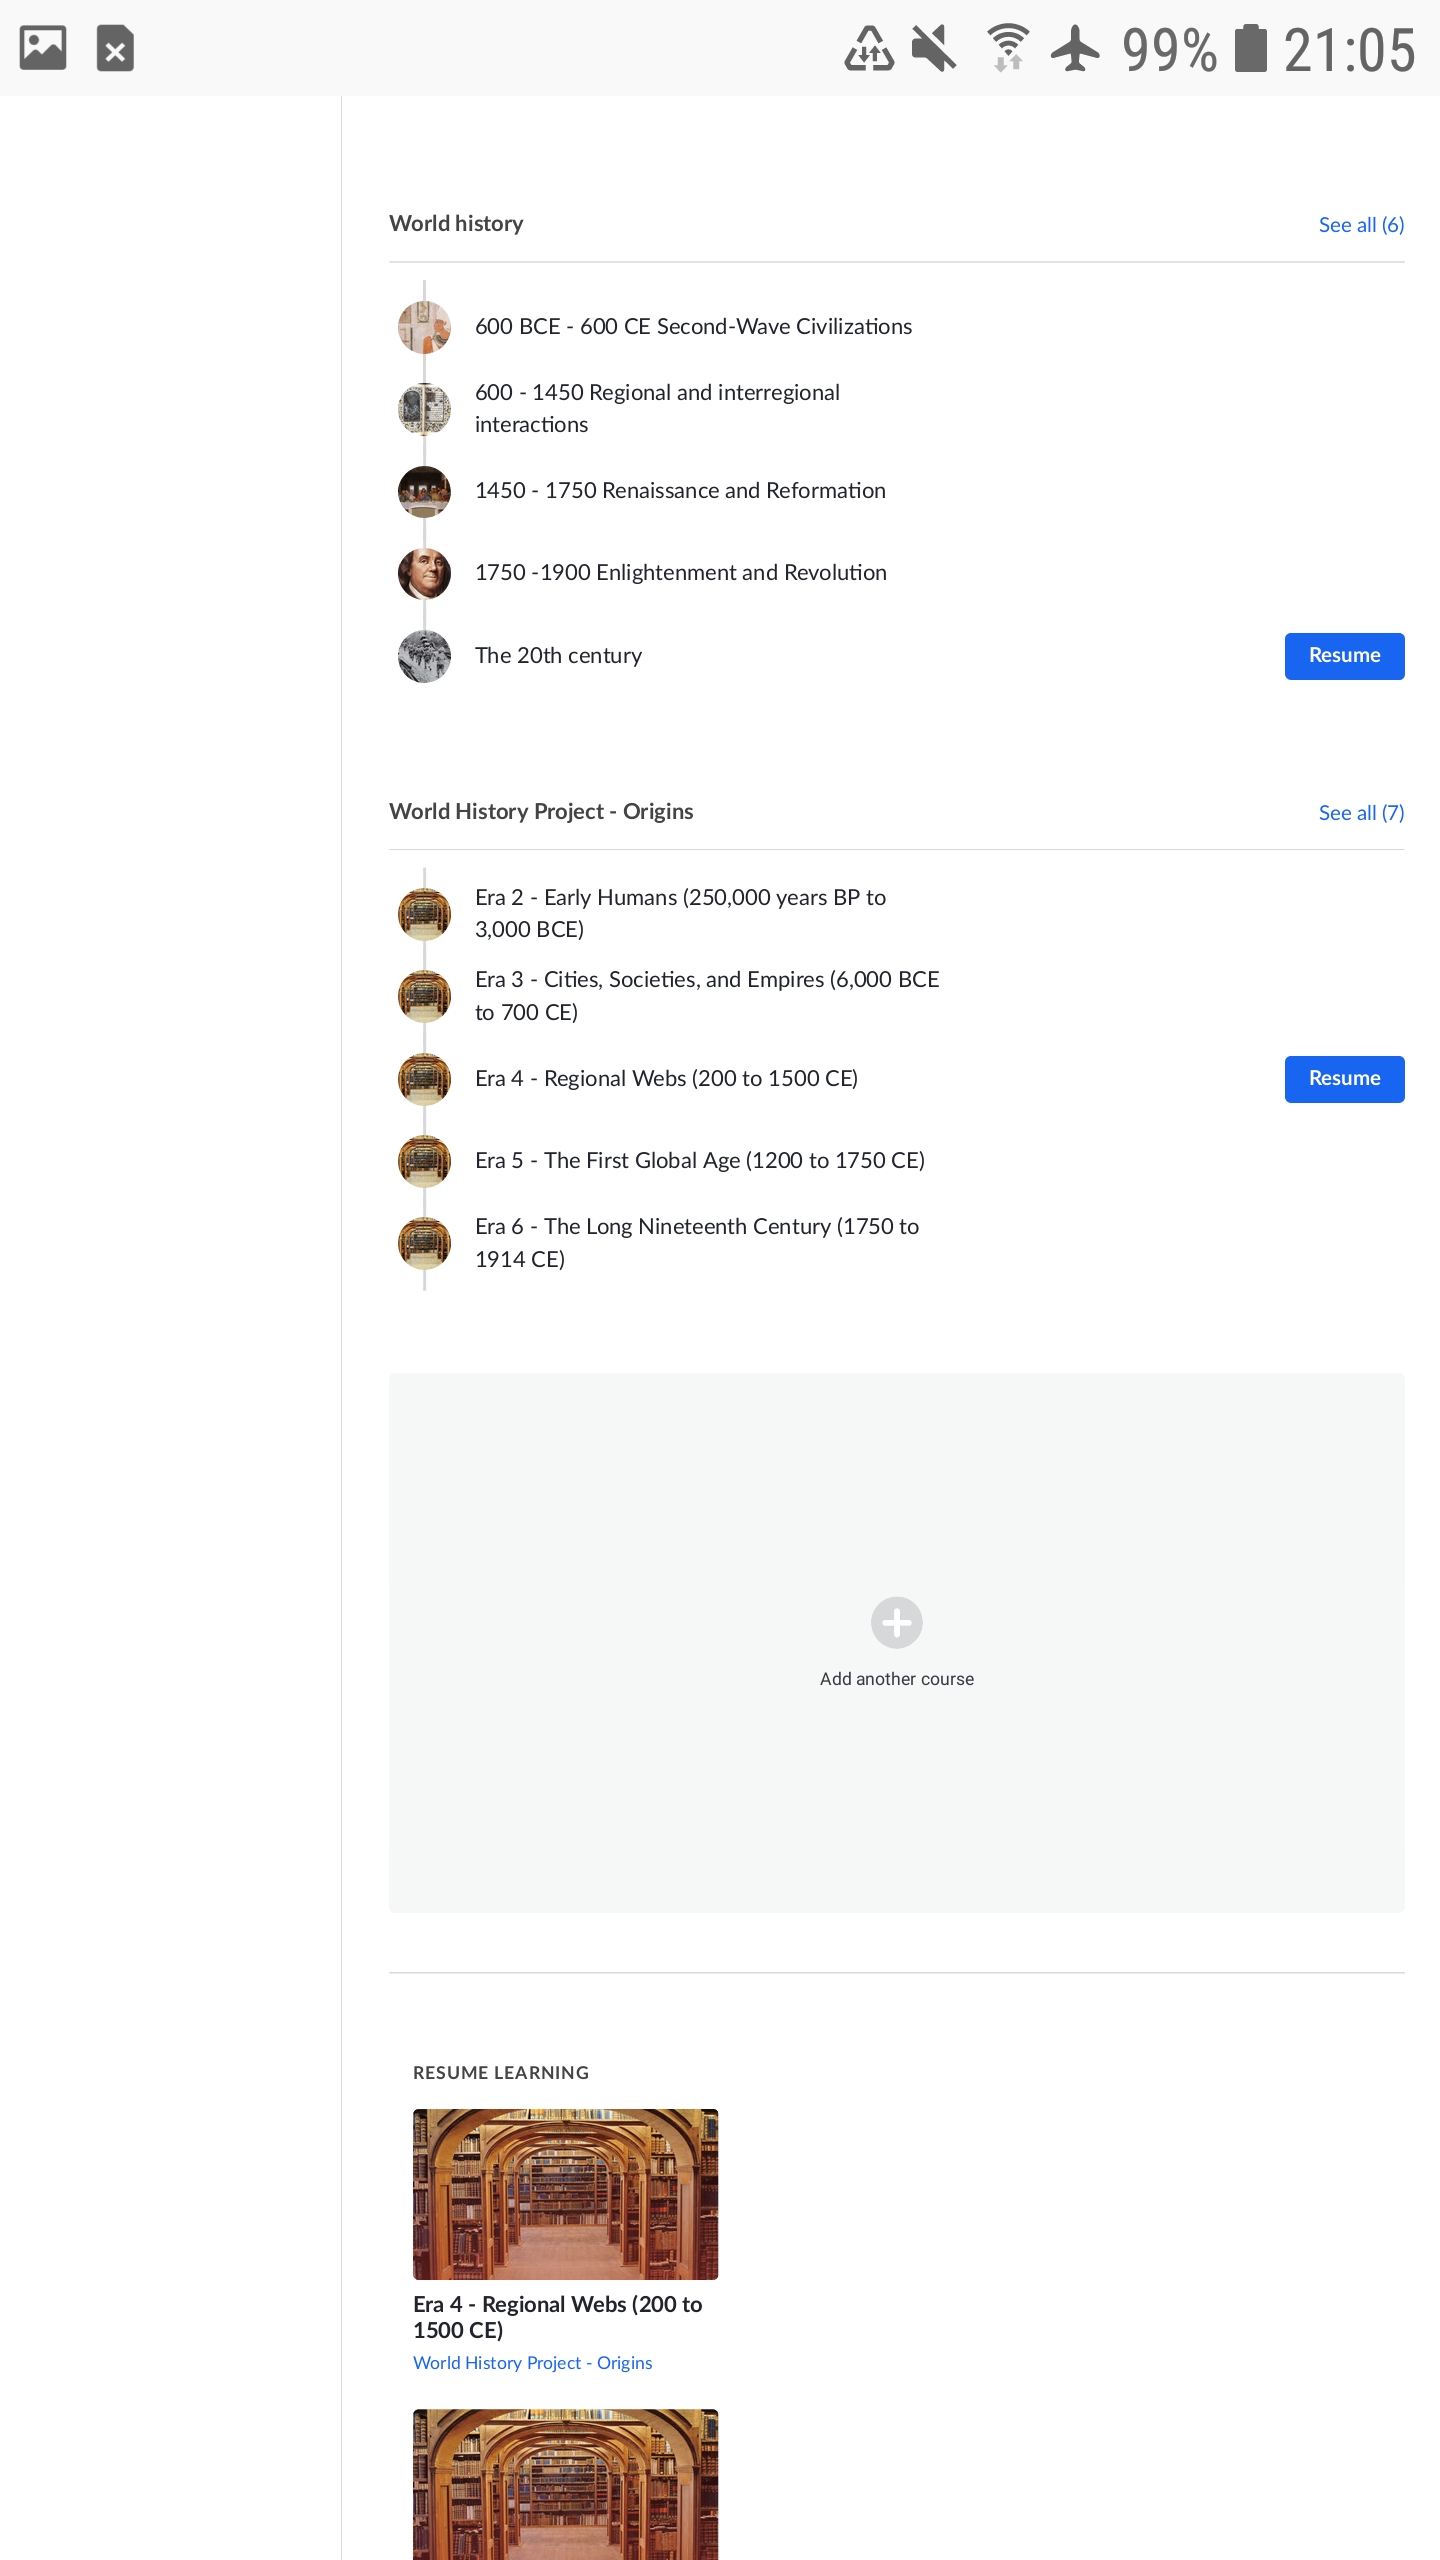 99% 21:05
World history
See all (6)
600 BCE - 600 CE Second-Wave Civilizations
600 - 1450 Regional and interregional
interactions
1450 - 1750 Renaissance and Reformation
1750 -1900 Enlightenment and Revolution
The 20th century
Resume
World History Project - Origins
See all (7)
Era 2 - Early Humans (250,000 years BP to
3,000 BCE)
Era 3 - Cities, Societies, and Empires (6,000 BCE
to 700 CE)
Era 4 - Regional Webs (200 to 1500 CE)
Resume
Era 5 - The First Global Age (1200 to 1750 CE)
Era 6 - The Long Nineteenth Century (1750 to
1914 CE)
Add another course
RESUME LEARNING
Era 4 - Regional Webs (200 to
1500 CE)
World History Project - Origins